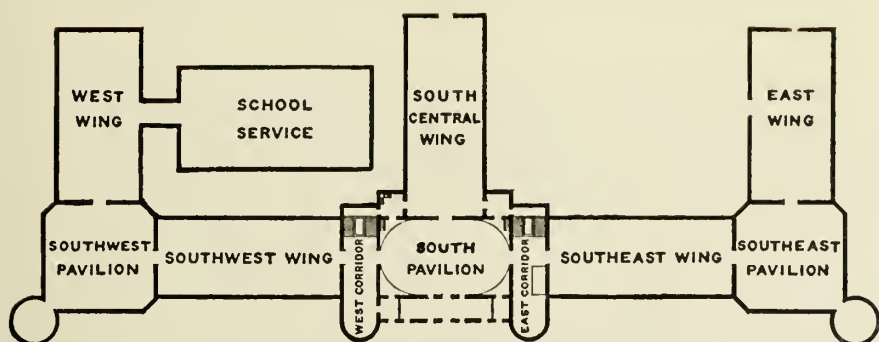 WEST
WING
SCHOOL
SERVICE
SOUTH
CENTRAL
WING
EAST
WING
SOUTHWEST
PAVILION
SOUTHWEST WING
WEST CORRIDOR
SOUTH
PAVILION
EAST CORRIDOR
SOUTHEAST WING
SOUTHEAST
PAVILION